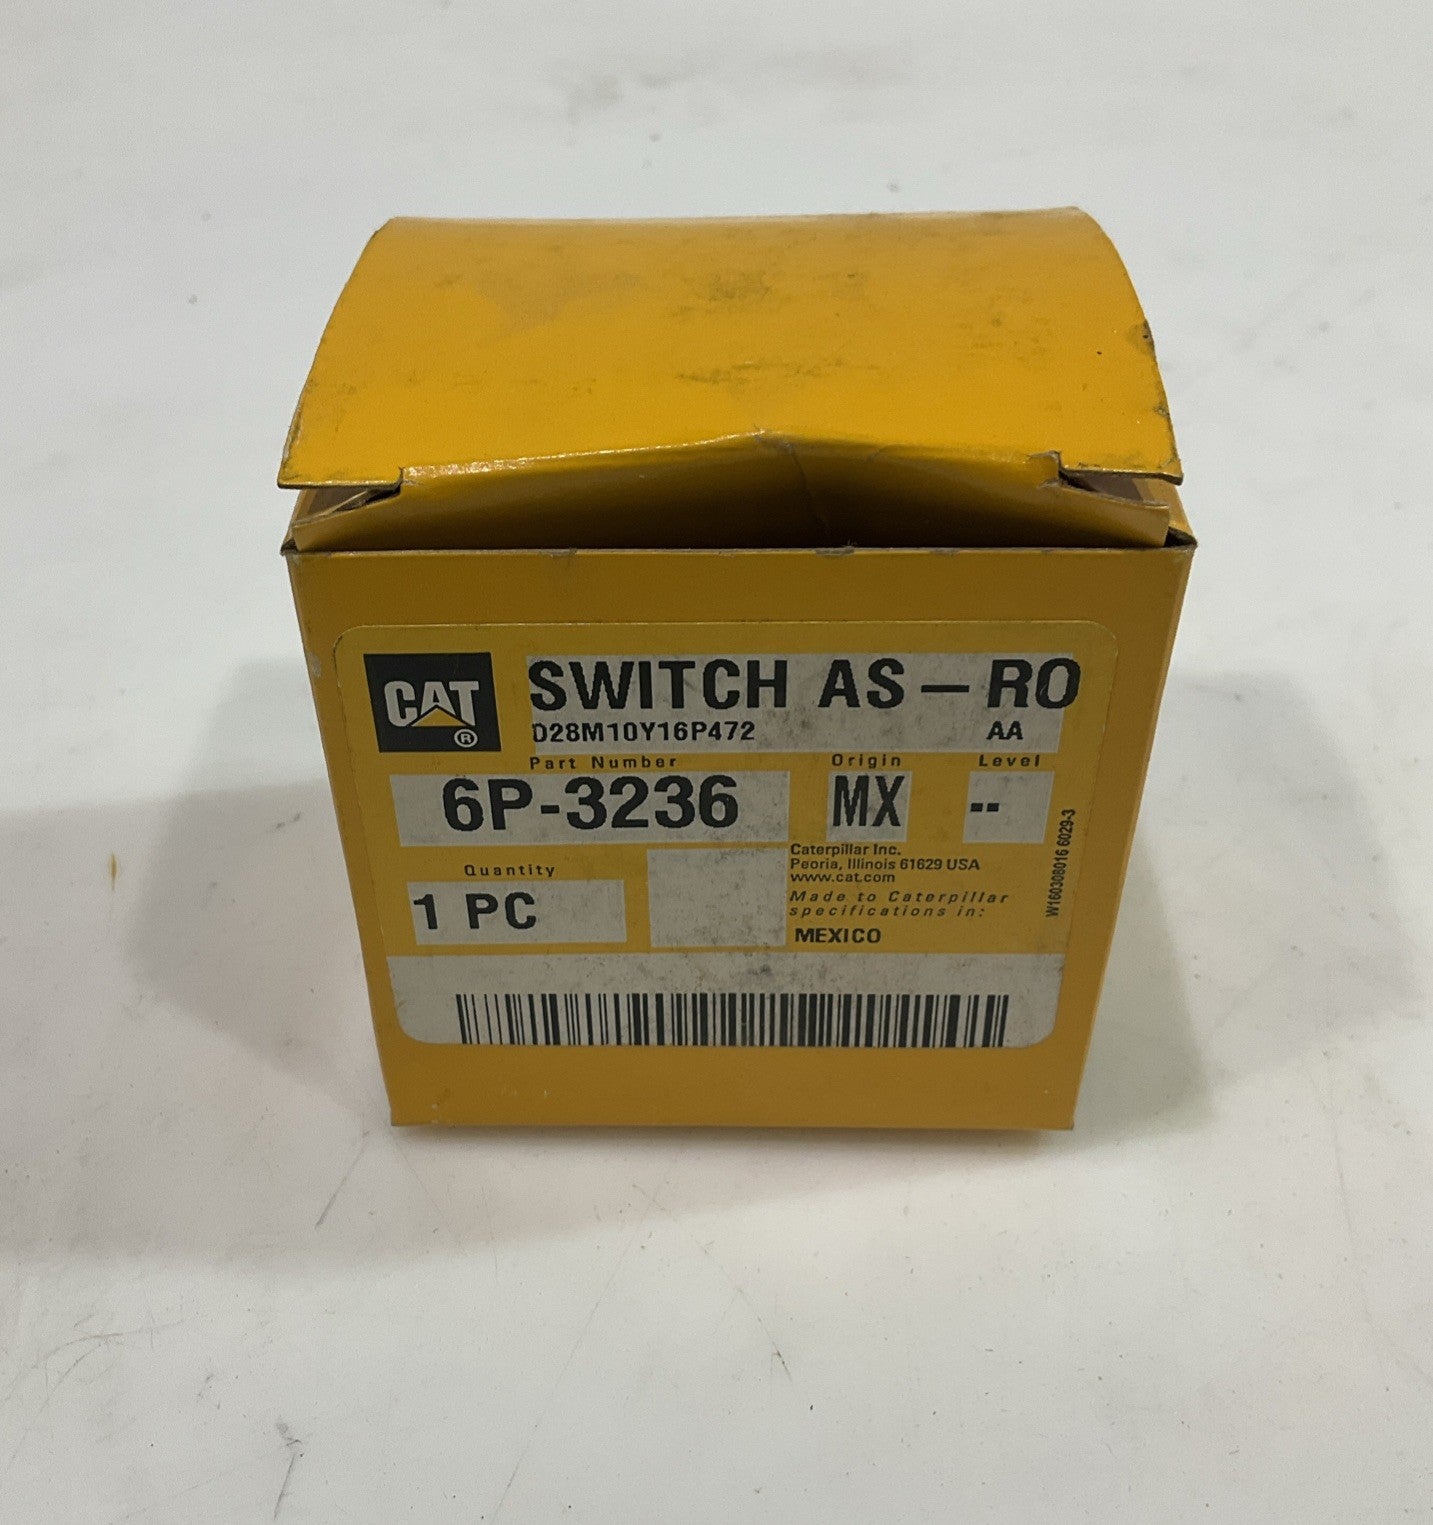 CAT®
SWITCH AS – RO
D28M10Y16P472 AA
Part Number Origin Level
6P-3236 MX --
Quantity
1 PC
Caterpillar Inc.
Peoria, Illinois 61629 USA
www.cat.com
Made to Caterpillar
specifications in:
MEXICO
W160308016 6029-3